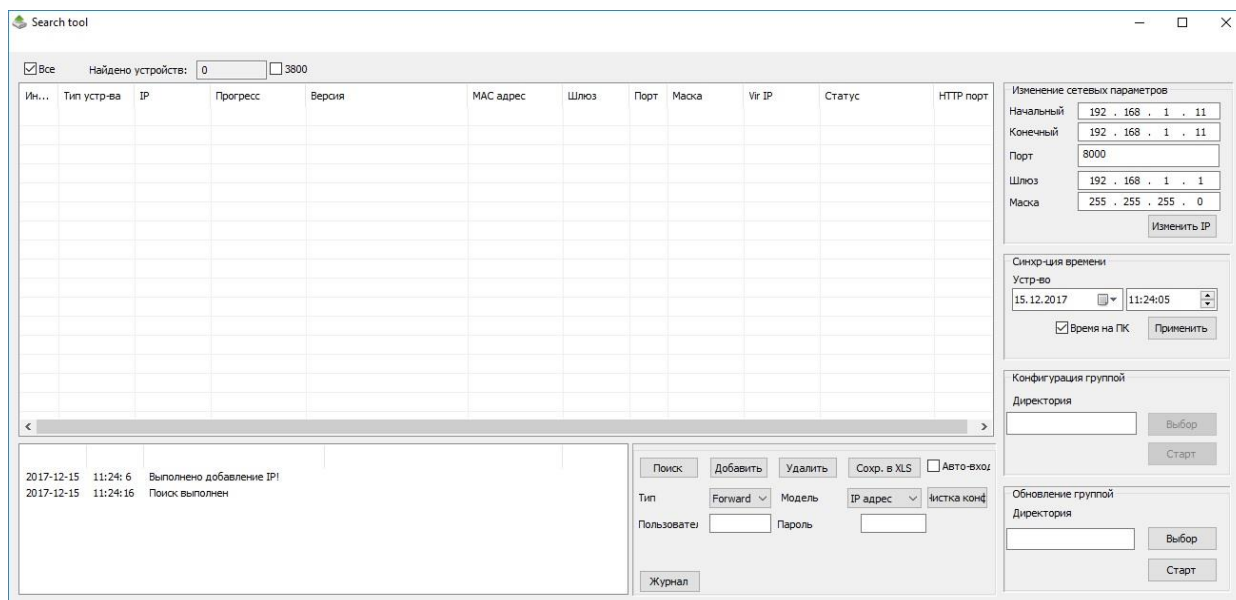 Search tool
Все Найдено устройств: 0 3800
Ин... Тип устр-ва IP Прогресс Версия MAC адрес Шлюз Порт Маска Vir IP Статус HTTP порт
Изменение сетевых параметров
Начальный 192 . 168 . 1 . 11
Конечный 192 . 168 . 1 . 11
Порт 8000
Шлюз 192 . 168 . 1 . 1
Маска 255 . 255 . 255 . 0
Изменить IP
Синхр-ция времени
Устр-во
15.12.2017 11:24:05
Время на ПК Применить
Конфигурация группой
Директория
Выбор
Старт
Обновление группой
Директория
Выбор
Старт
2017-12-15 11:24: 6 Выполнено добавление IP!
2017-12-15 11:24:16 Поиск выполнен
Поиск Добавить Удалить Сохр. в XLS Авто-вход
Тип Forward Модель IP адрес Чистка конф
Пользовател Пароль
Журнал